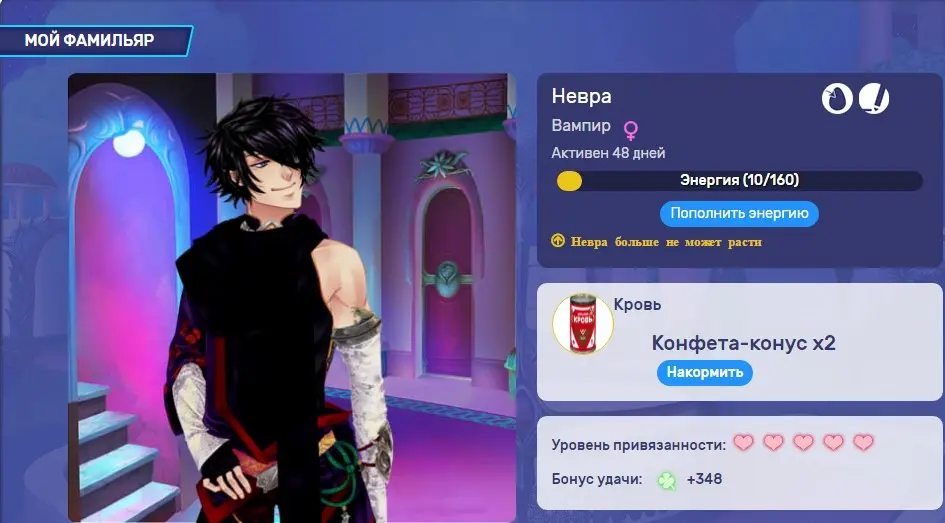 МОЙ ФАМИЛЬЯР
Невра
Вампир
Активен 48 дней
Энергия (10/160)
Пополнить энергию
Невра больше не может расти
Кровь
КРОВЬ
Конфета-конус x2
Накормить
Уровень привязанности:
Бонус удачи: +348